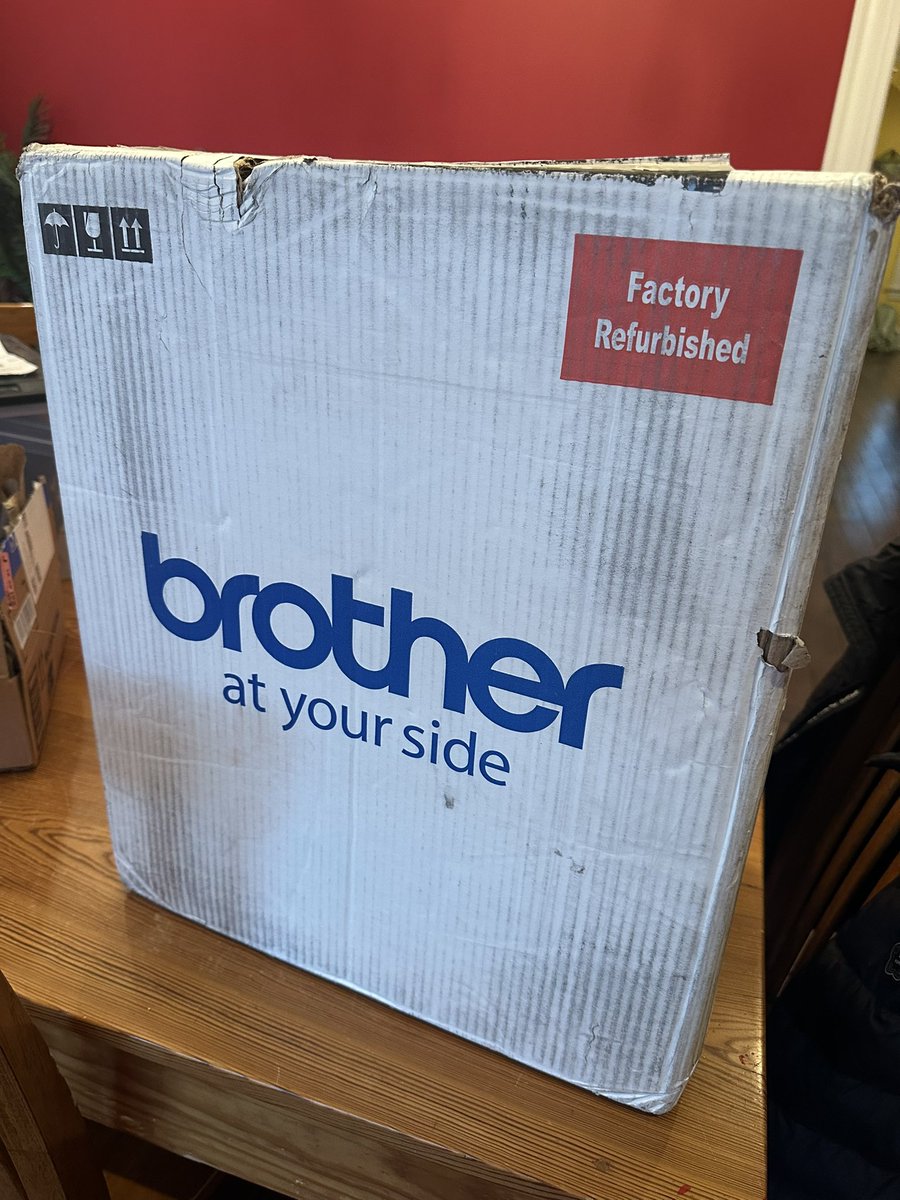 Factory
Refurbished
brother
at your side